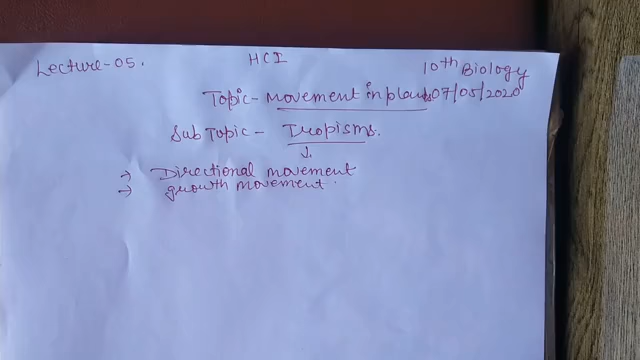 Lecture-05. HCI 10th Biology
Topic- Movement in plants 07/05/2020
Sub Topic - Tropisms.
→ Directional movement
→ growth movement.